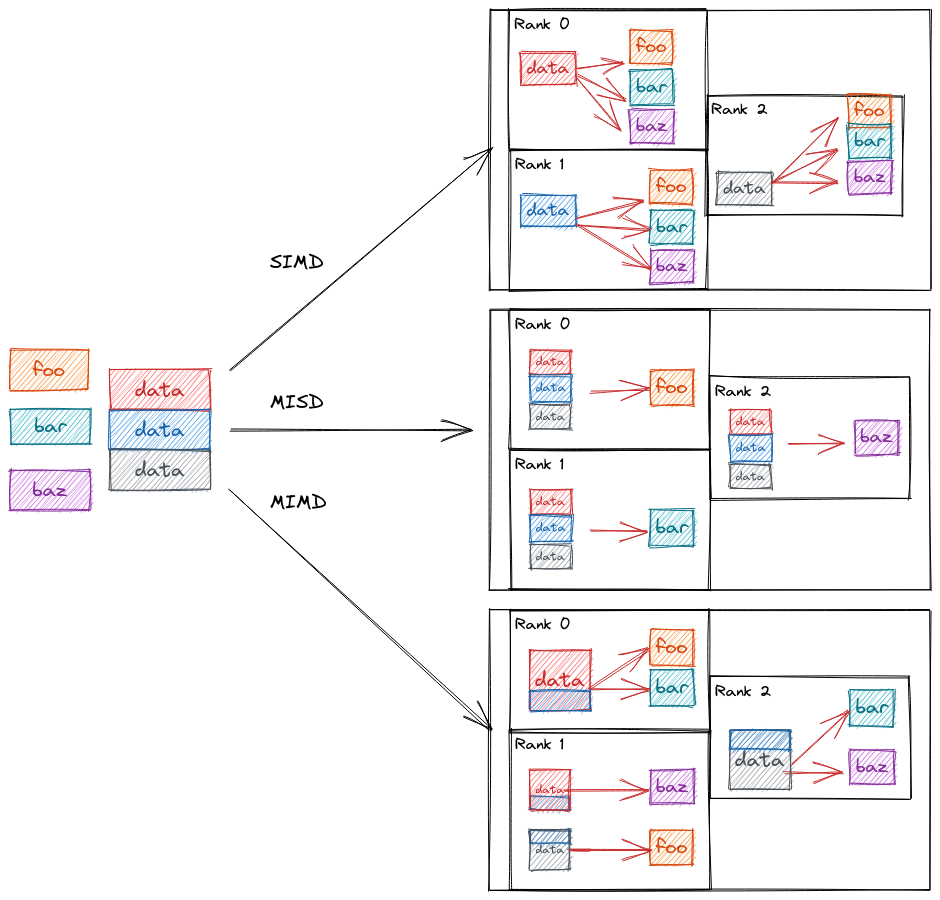 foo
bar
baz
data
data
data
SIMD
MISD
MIMD
Rank 0
data
foo
bar
baz
Rank 1
data
foo
bar
baz
Rank 2
data
foo
bar
baz
Rank 0
data
data
data
foo
Rank 1
data
data
data
bar
Rank 2
data
data
data
baz
Rank 0
data
foo
bar
Rank 1
data
baz
data
foo
Rank 2
data
bar
baz